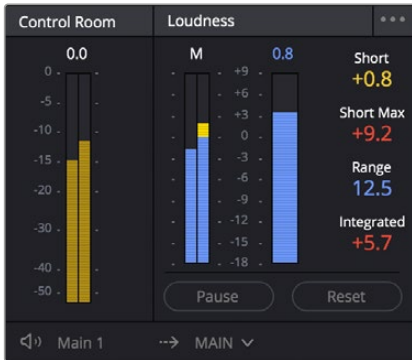 Control Room
Loudness
0.0
M
0.8
0
-5
-10
-15
-20
-30
-40
-50
+9
+6
+3
0
-3
-6
-9
-12
-15
-18
Short
+0.8
Short Max
+9.2
Range
12.5
Integrated
+5.7
Pause
Reset
Main 1
MAIN